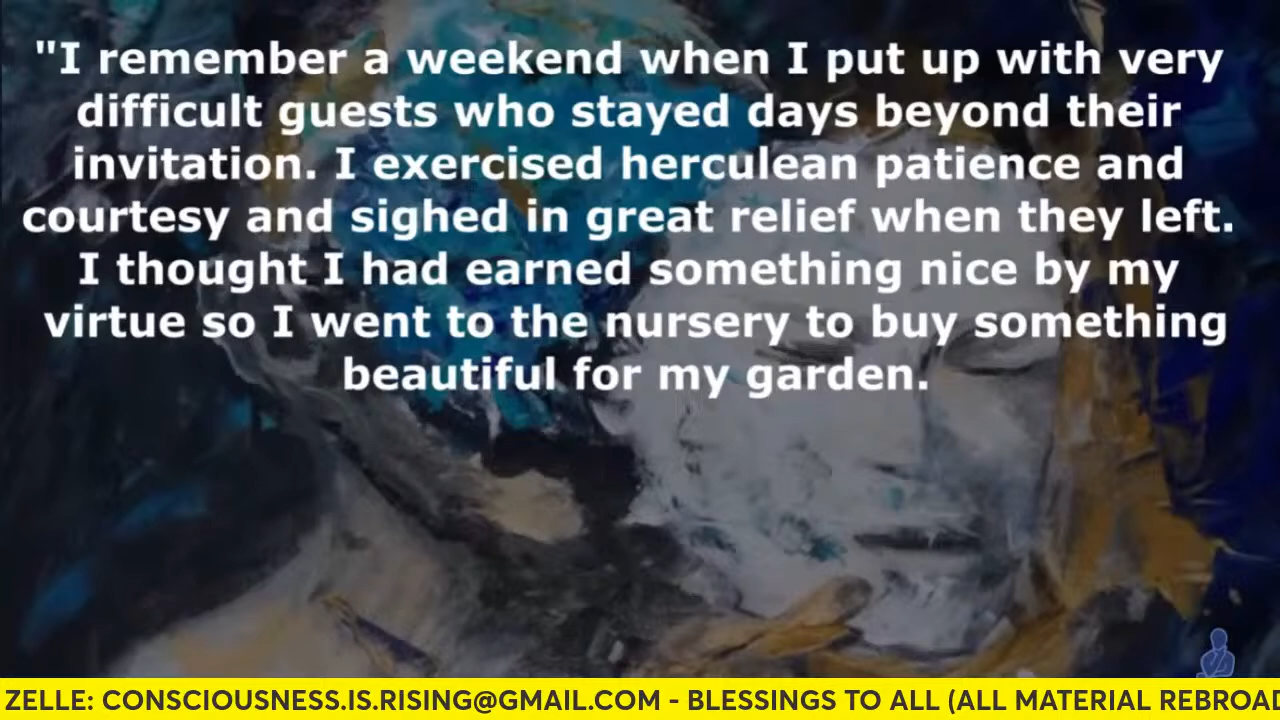 "I remember a weekend when I put up with very
difficult guests who stayed days beyond their
invitation. I exercised herculean patience and
courtesy and sighed in great relief when they left.
I thought I had earned something nice by my
virtue so I went to the nursery to buy something
beautiful for my garden.
ZELLE: CONSCIOUSNESS.IS.RISING@GMAIL.COM - BLESSINGS TO ALL (ALL MATERIAL REBROAD